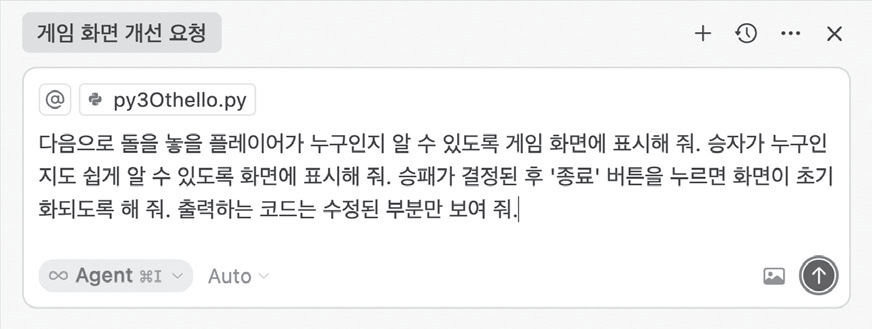 게임 화면 개선 요청
@ py3Othello.py
다음으로 돌을 놓을 플레이어가 누구인지 알 수 있도록 게임 화면에 표시해 줘. 승자가 누구인
지도 쉽게 알 수 있도록 화면에 표시해 줘. 승패가 결정된 후 '종료' 버튼을 누르면 화면이 초기
화되도록 해 줘. 출력하는 코드는 수정된 부분만 보여 줘.
∞ Agent ⌘I Auto